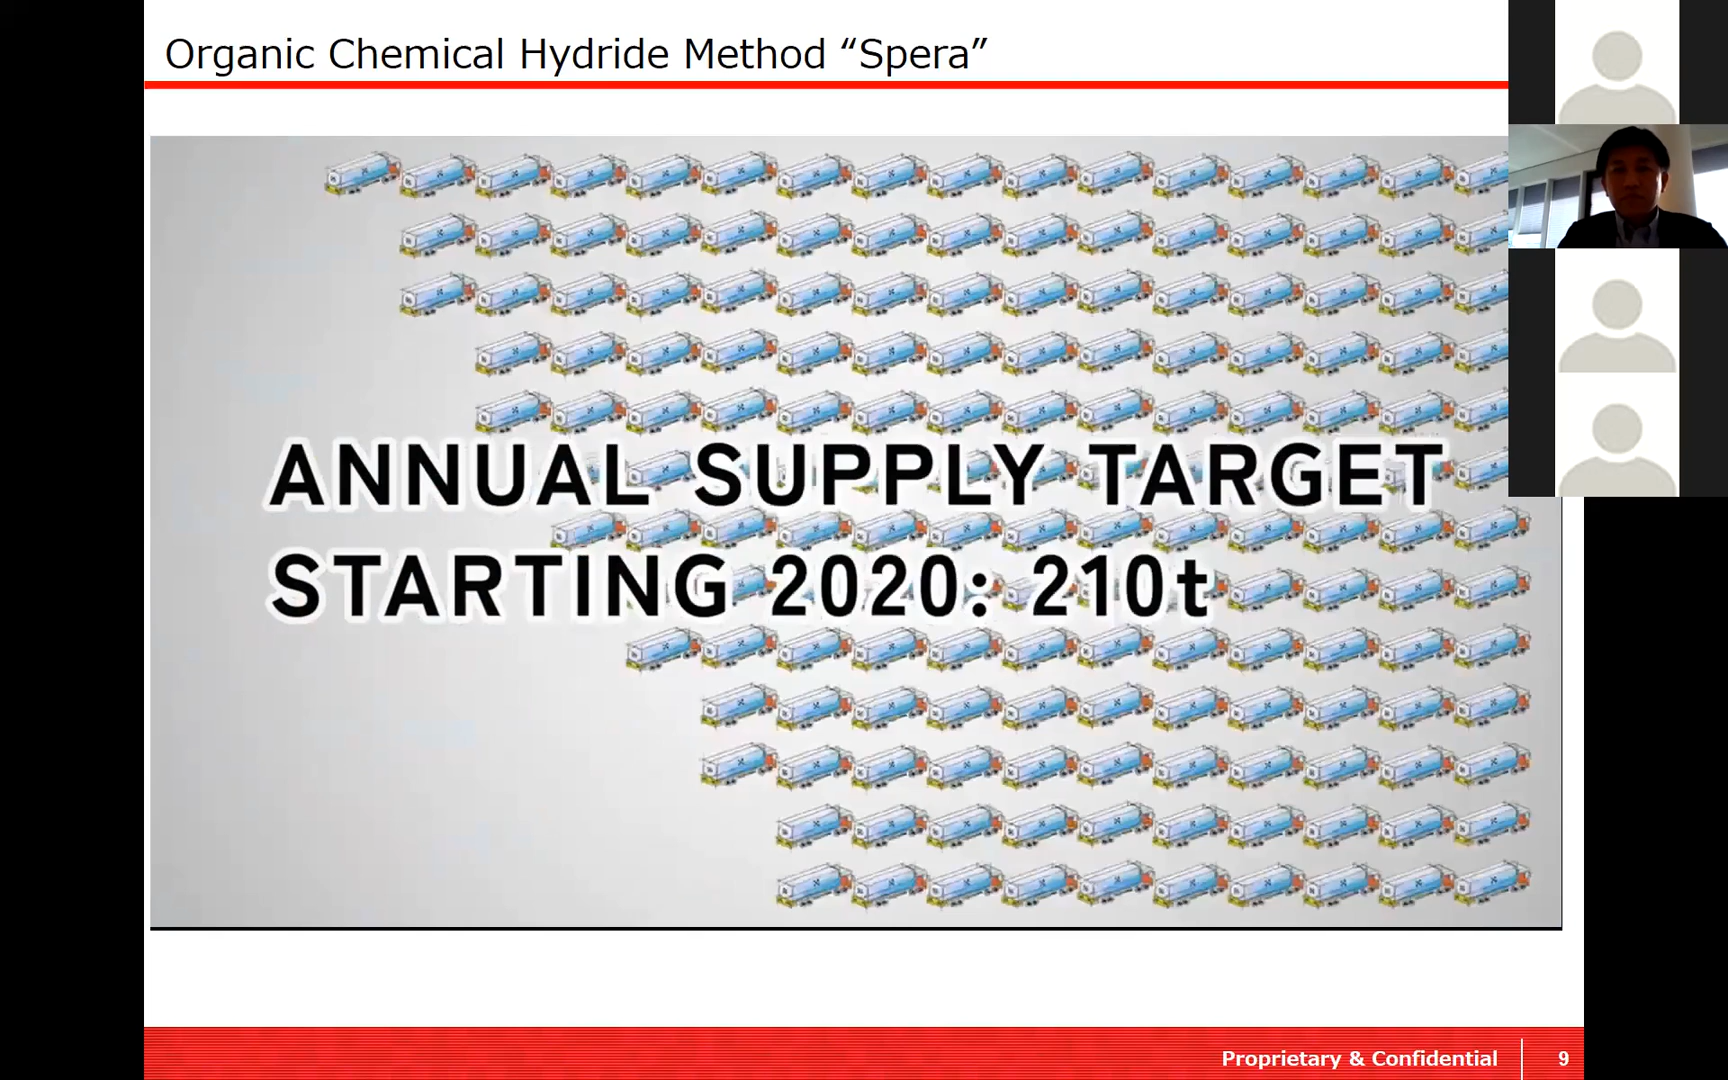 Organic Chemical Hydride Method “Spera”
ANNUAL SUPPLY TARGET
STARTING 2020: 210t
Proprietary & Confidential
9